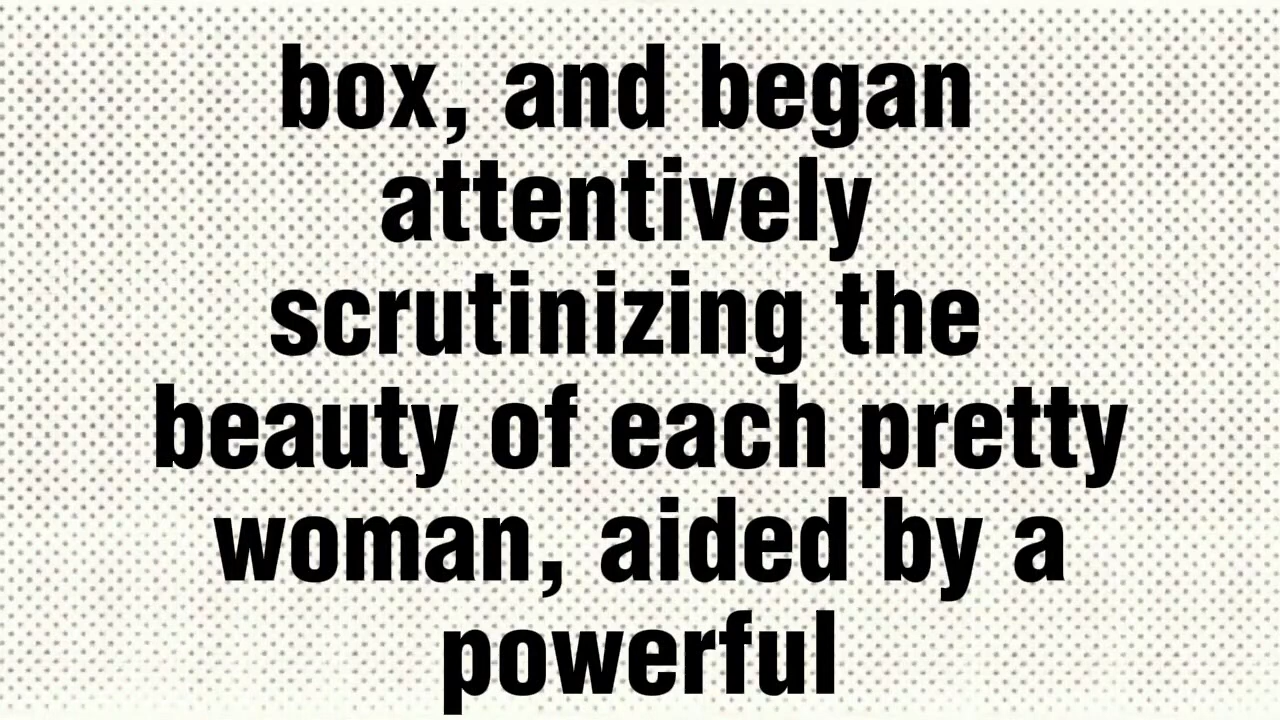 box, and began
attentively
scrutinizing the
beauty of each pretty
woman, aided by a
powerful